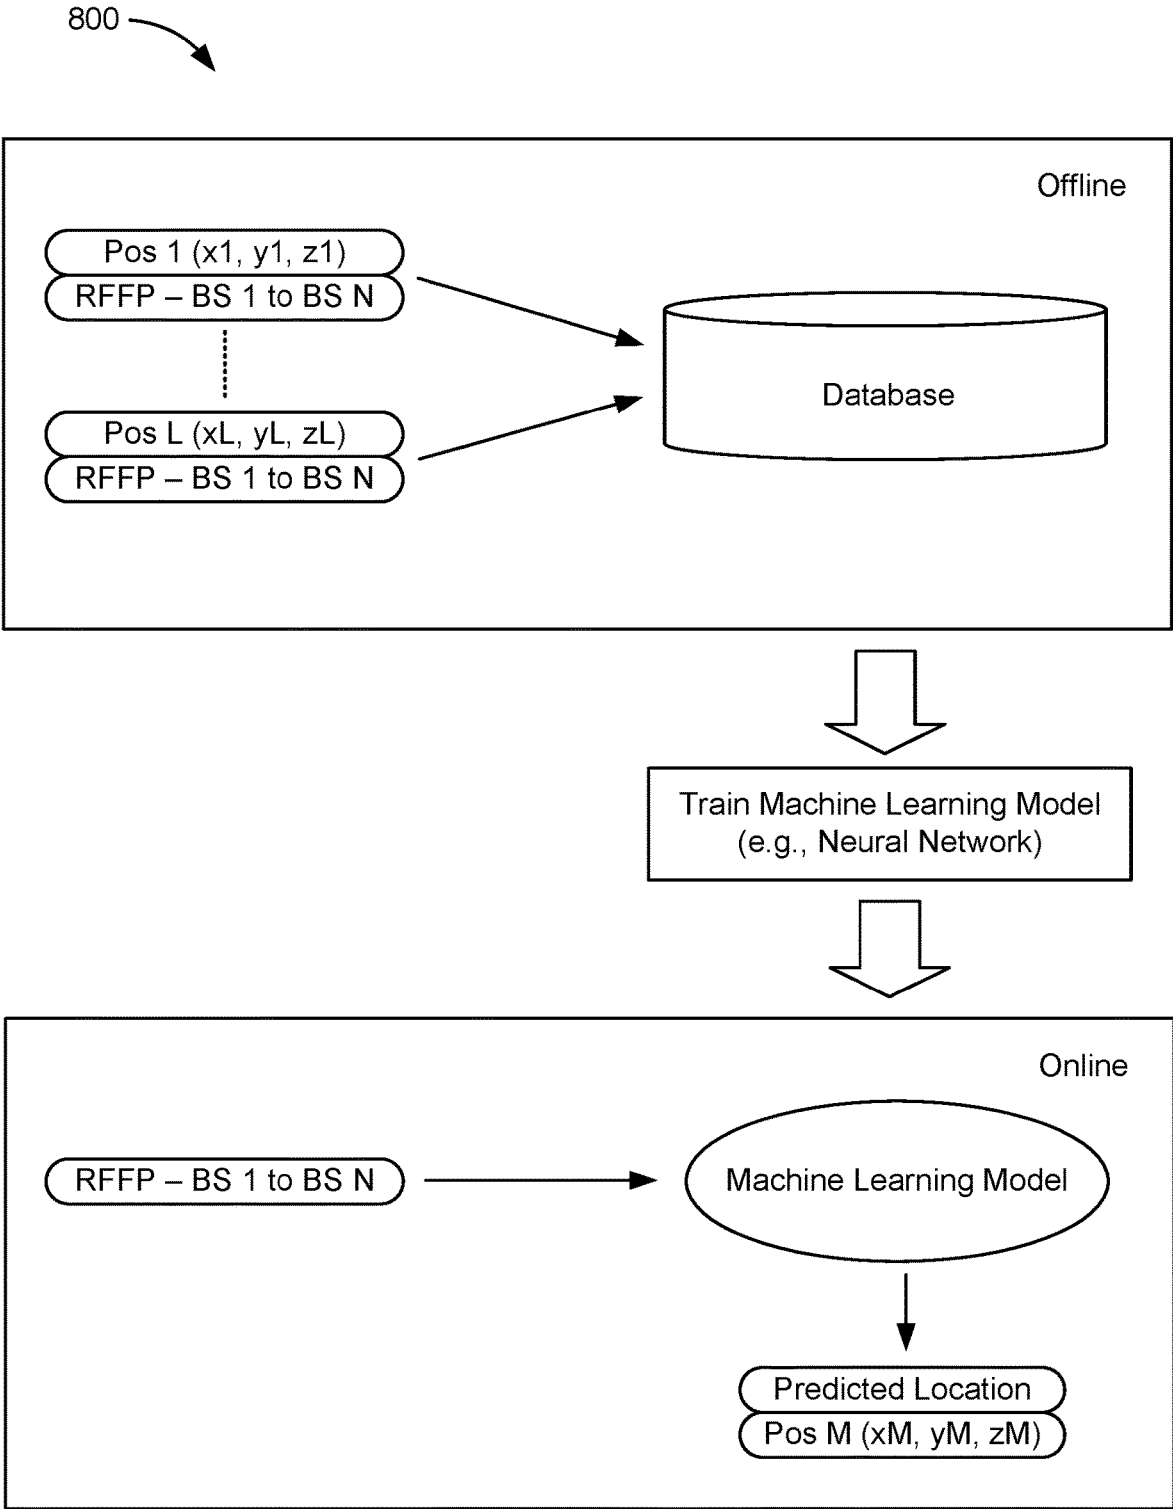 800
Offline
Pos 1 (x1, y1, z1)
RFFP – BS 1 to BS N
Database
Pos L (xL, yL, zL)
RFFP – BS 1 to BS N
Train Machine Learning Model
(e.g., Neural Network)
Online
RFFP – BS 1 to BS N
Machine Learning Model
Predicted Location
Pos M (xM, yM, zM)